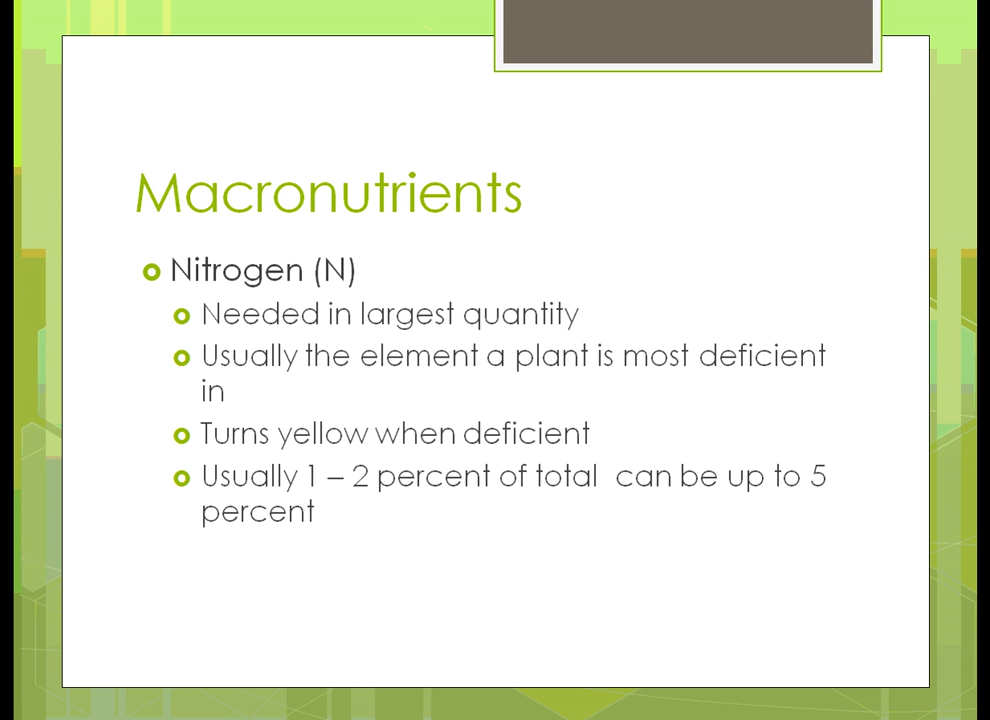 Macronutrients
Nitrogen (N)
Needed in largest quantity
Usually the element a plant is most deficient
in
Turns yellow when deficient
Usually 1 – 2 percent of total  can be up to 5
percent